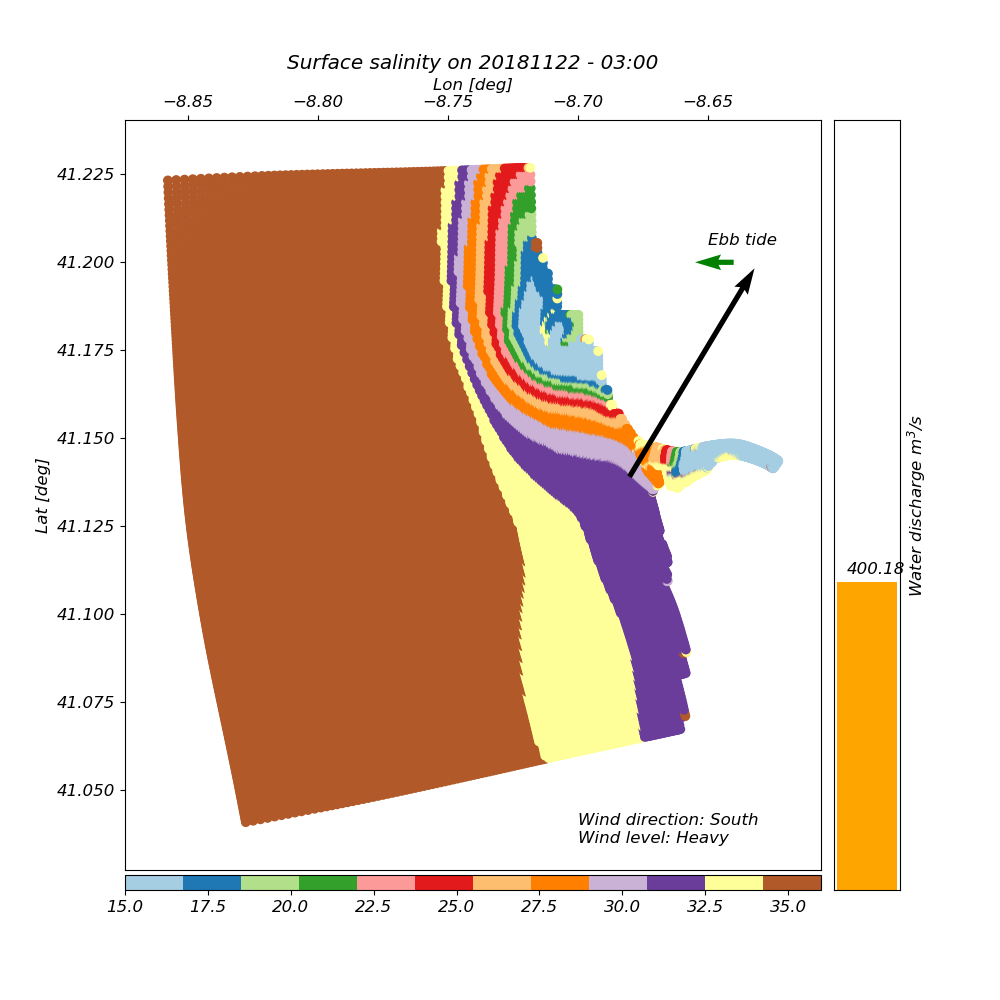 Surface salinity on 20181122 - 03:00
Lon [deg]
−8.85 −8.80 −8.75 −8.70 −8.65
41.225
41.200
41.175
41.150
41.125
41.100
41.075
41.050
Lat [deg]
Ebb tide
Wind direction: South
Wind level: Heavy
15.0 17.5 20.0 22.5 25.0 27.5 30.0 32.5 35.0
400.18
Water discharge m³/s